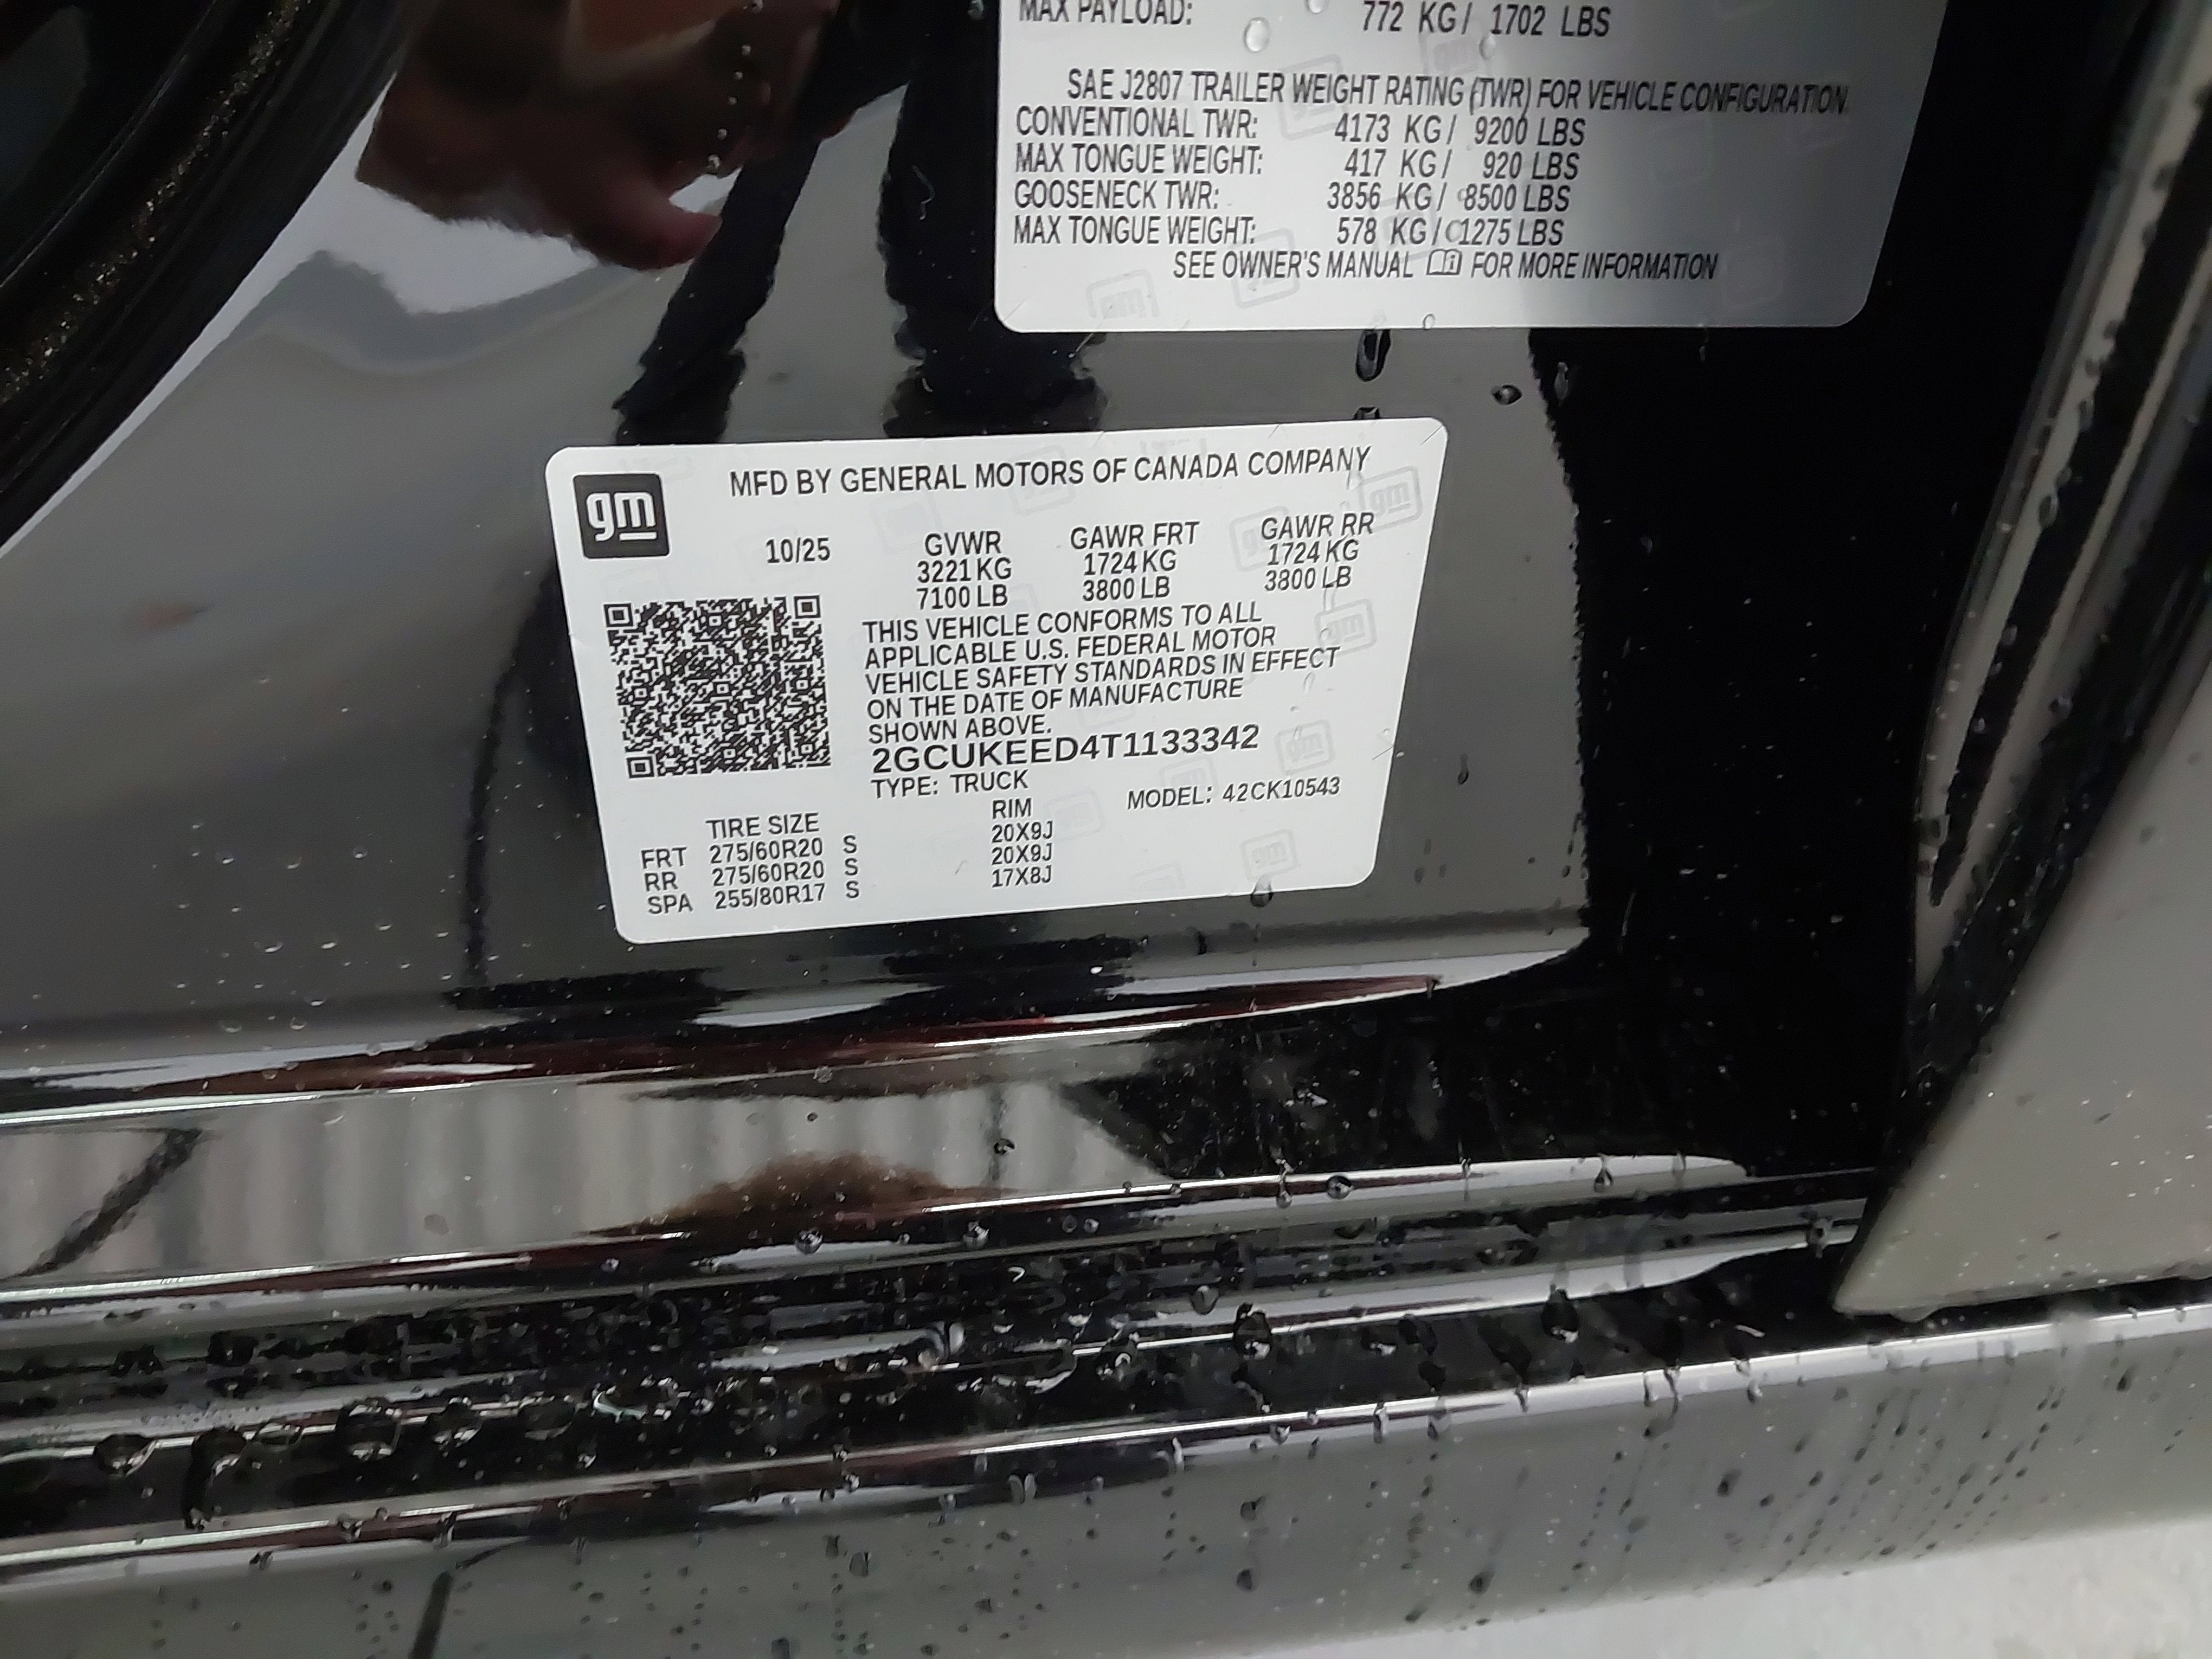 MAX PAYLOAD: 772 KG / 1702 LBS
SAE J2807 TRAILER WEIGHT RATING (TWR) FOR VEHICLE CONFIGURATION
CONVENTIONAL TWR: 4173 KG / 9200 LBS
MAX TONGUE WEIGHT: 417 KG / 920 LBS
GOOSENECK TWR: 3856 KG / 8500 LBS
MAX TONGUE WEIGHT: 578 KG / 1275 LBS
SEE OWNER'S MANUAL FOR MORE INFORMATION
gm
MFD BY GENERAL MOTORS OF CANADA COMPANY
10/25 GVWR GAWR FRT GAWR RR
3221 KG 1724 KG 1724 KG
7100 LB 3800 LB 3800 LB
THIS VEHICLE CONFORMS TO ALL
APPLICABLE U.S. FEDERAL MOTOR
VEHICLE SAFETY STANDARDS IN EFFECT
ON THE DATE OF MANUFACTURE
SHOWN ABOVE.
2GCUKEED4T1133342
TYPE: TRUCK MODEL: 42CK10543
TIRE SIZE RIM
FRT 275/60R20 S 20X9J
RR 275/60R20 S 20X9J
SPA 255/80R17 S 17X8J